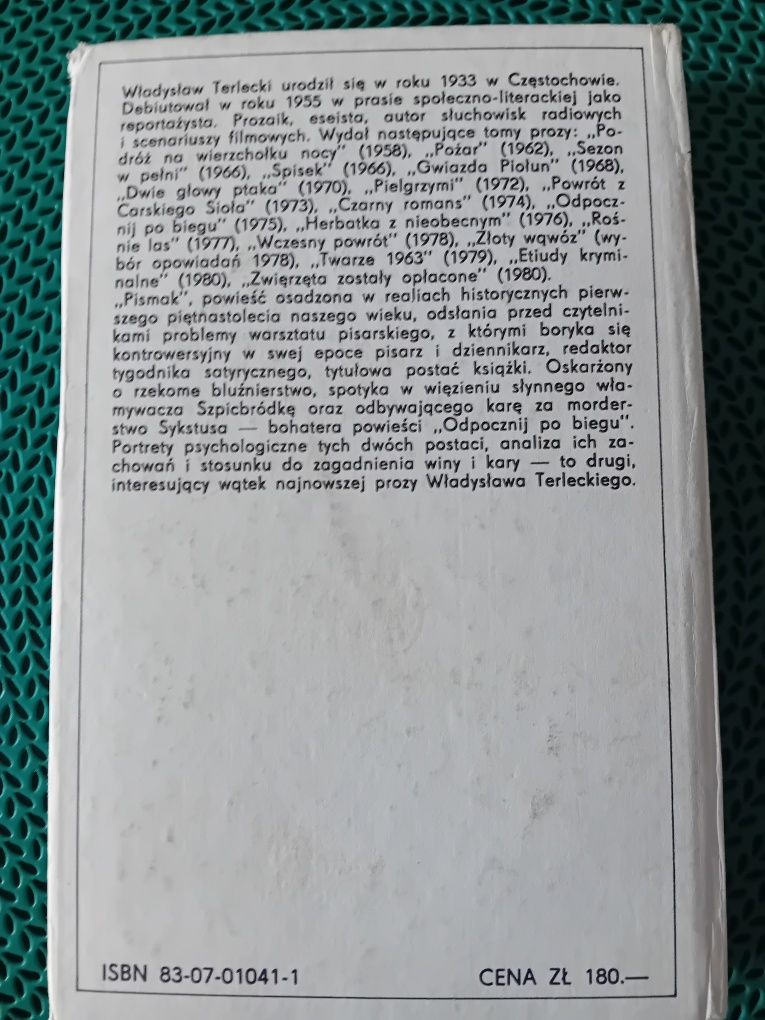 Władysław Terlecki urodził się w roku 1933 w Częstochowie.
Debiutował w roku 1955 w prasie społeczno-literackiej jako
reportażysta. Prozaik, eseista, autor słuchowisk radiowych
i scenariuszy filmowych. Wydał następujące tomy prozy: „Po-
dróż na wierzchołku nocy" (1958), „Pożar" (1962), „Sezon
w pełni" (1966), „Spisek" (1966), „Gwiazda Piołun" (1968),
„Dwie głowy ptaka" (1970), „Pielgrzymi" (1972), „Powrót z
Carskiego Sioła" (1973), „Czarny romans" (1974), „Odpocz-
nij po biegu" (1975), „Herbatka z nieobecnym" (1976), „Roś-
nie las" (1977), „Wczesny powrót" (1978), „Złoty wąwóz" (wy-
bór opowiadań 1978), „Twarze 1963" (1979), „Etiudy krymi-
nalne" (1980), „Zwierzęta zostały opłacone" (1980).
„Pismak", powieść osadzona w realiach historycznych pierw-
szego piętnastolecia naszego wieku, odsłania przed czytelni-
kami problemy warsztatu pisarskiego, z którymi boryka się
kontrowersyjny w swej epoce pisarz i dziennikarz, redaktor
tygodnika satyrycznego, tytułowa postać książki. Oskarżony
o rzekome bluźnierstwo, spotyka w więzieniu słynnego wła-
mywacza Szpicbródkę oraz odbywającego karę za morder-
stwo Sykstusa — bohatera powieści „Odpocznij po biegu".
Portrety psychologiczne tych dwóch postaci, analiza ich za-
chowań i stosunku do zagadnienia winy i kary — to drugi,
interesujący wątek najnowszej prozy Władysława Terleckiego.
ISBN 83-07-01041-1
CENA ZŁ 180.—